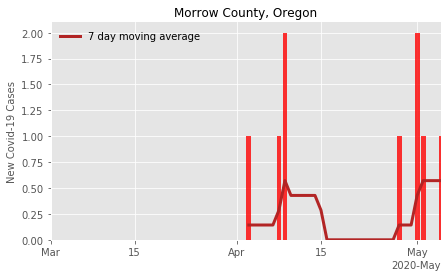 Morrow County, Oregon
7 day moving average
New Covid-19 Cases
2.00
1.75
1.50
1.25
1.00
0.75
0.50
0.25
0.00
Mar
15
Apr
15
May
2020-May